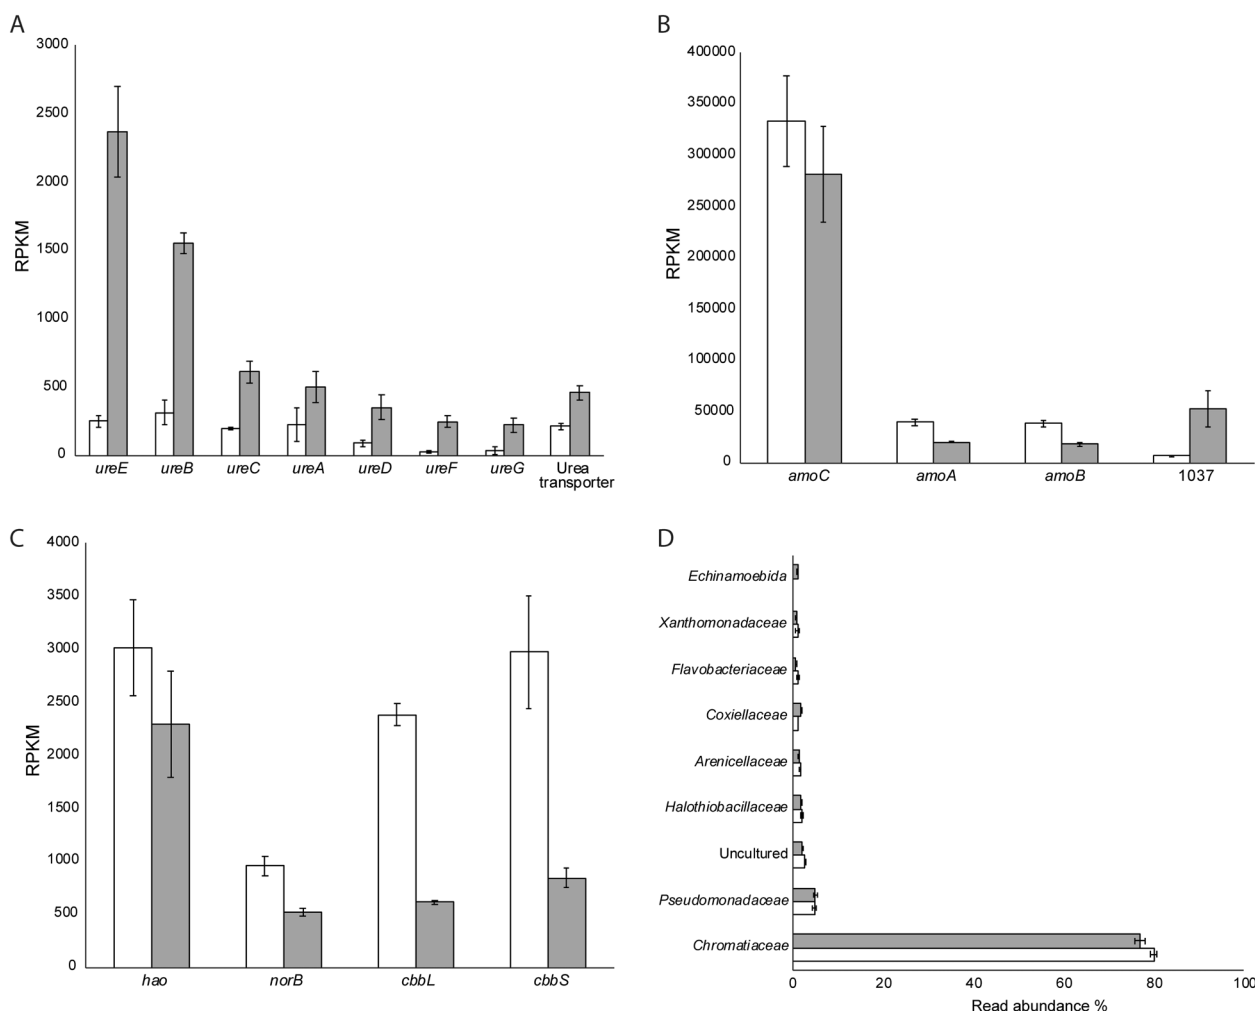 A
3000
2500
2000
1500
1000
500
0
RPKM
ureE ureB ureC ureA ureD ureF ureG Urea
transporter
B
400000
350000
300000
250000
200000
150000
100000
50000
0
RPKM
amoC amoA amoB 1037
C
4000
3500
3000
2500
2000
1500
1000
500
0
RPKM
hao norB cbbL cbbS
D
Echinamoebida
Xanthomonadaceae
Flavobacteriaceae
Coxiellaceae
Arenicellaceae
Halothiobacillaceae
Uncultured
Pseudomonadaceae
Chromatiaceae
0 20 40 60 80 100
Read abundance %